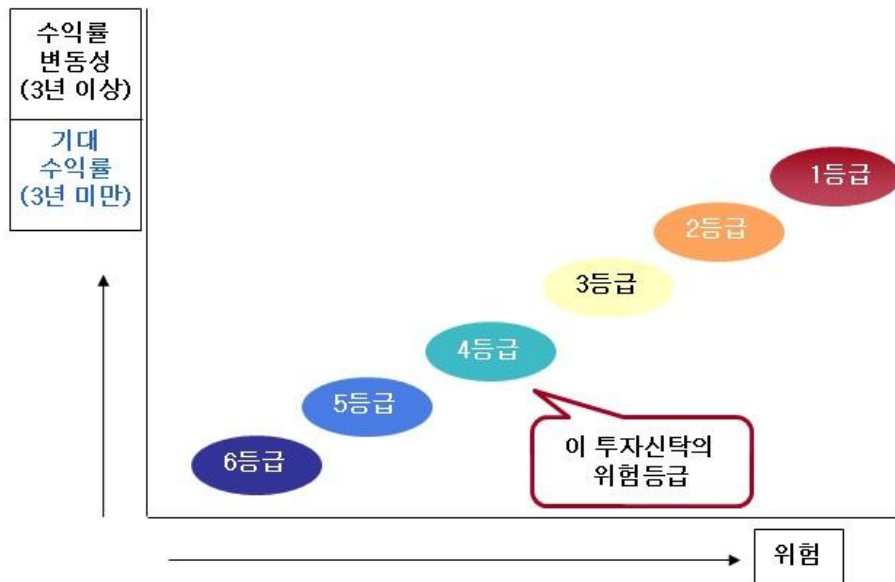 수익률
변동성
(3년 이상)
기대
수익률
(3년 미만)
1등급
2등급
3등급
4등급
5등급
6등급
이 투자신탁의
위험등급
위험